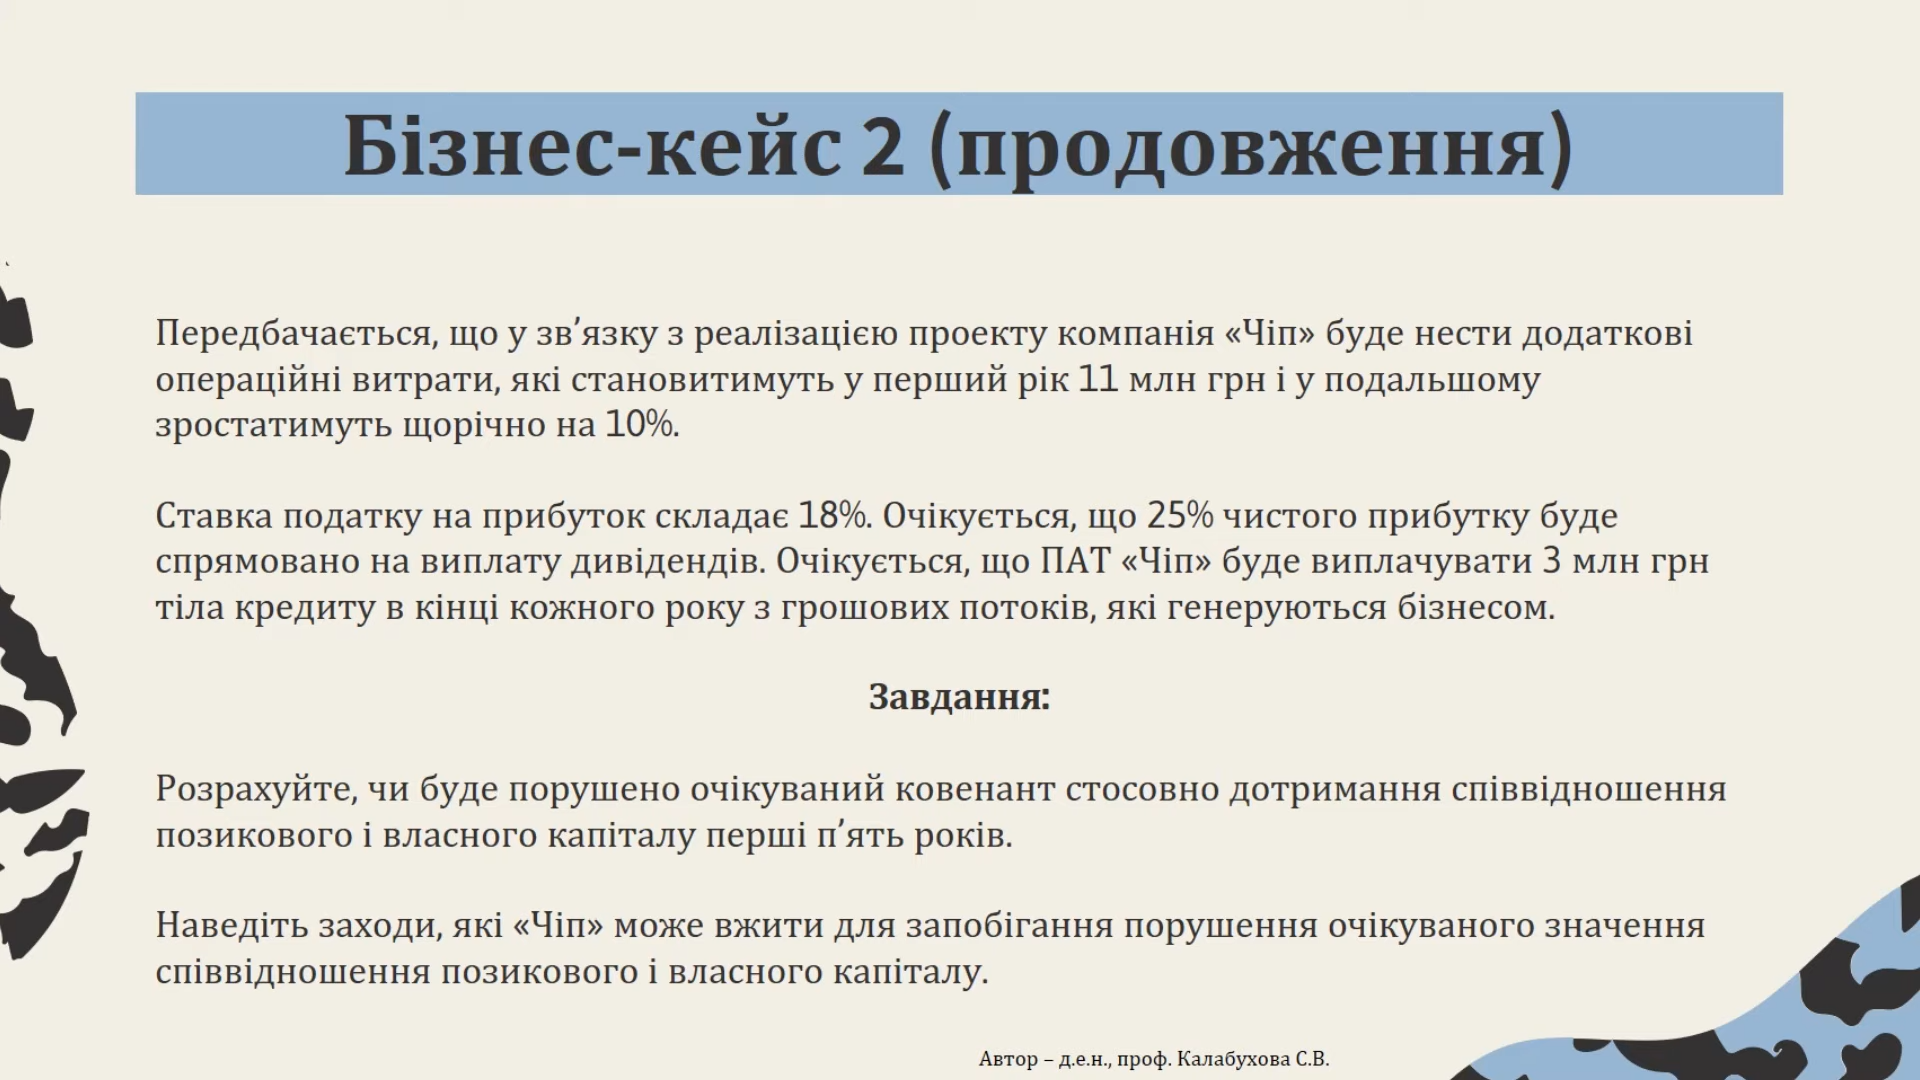 Бізнес-кейс 2 (продовження)
Передбачається, що у зв’язку з реалізацією проекту компанія «Чіп» буде нести додаткові
операційні витрати, які становитимуть у перший рік 11 млн грн і у подальшому
зростатимуть щорічно на 10%.
Ставка податку на прибуток складає 18%. Очікується, що 25% чистого прибутку буде
спрямовано на виплату дивідендів. Очікується, що ПАТ «Чіп» буде виплачувати 3 млн грн
тіла кредиту в кінці кожного року з грошових потоків, які генеруються бізнесом.
Завдання:
Розрахуйте, чи буде порушено очікуваний ковенант стосовно дотримання співвідношення
позикового і власного капіталу перші п’ять років.
Наведіть заходи, які «Чіп» може вжити для запобігання порушення очікуваного значення
співвідношення позикового і власного капіталу.
Автор – д.е.н., проф. Калабухова С.В.